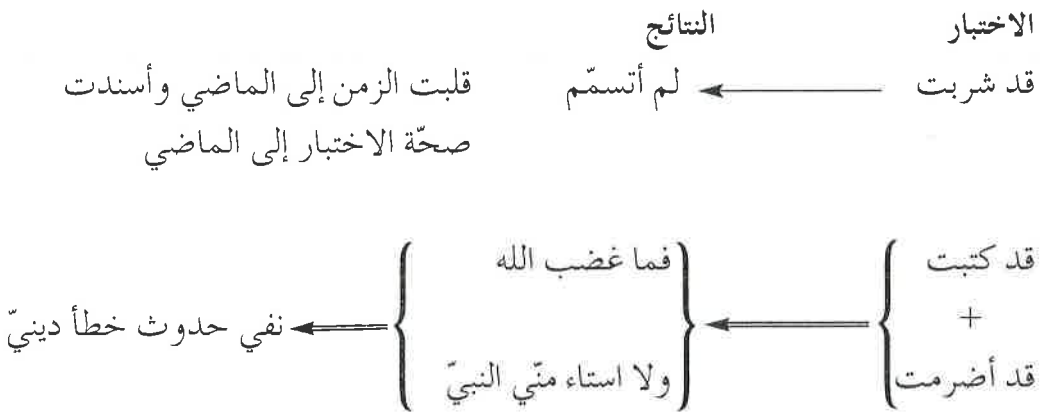 الاختبار النتائج
قد شربت لم أتسمّم قلبت الزمن إلى الماضي وأسندت
صحّة الاختبار إلى الماضي
قد كتبت فما غضب الله
+ نفي حدوث خطأ دينيّ
قد أضرمت ولا استاء منّي النبيّ